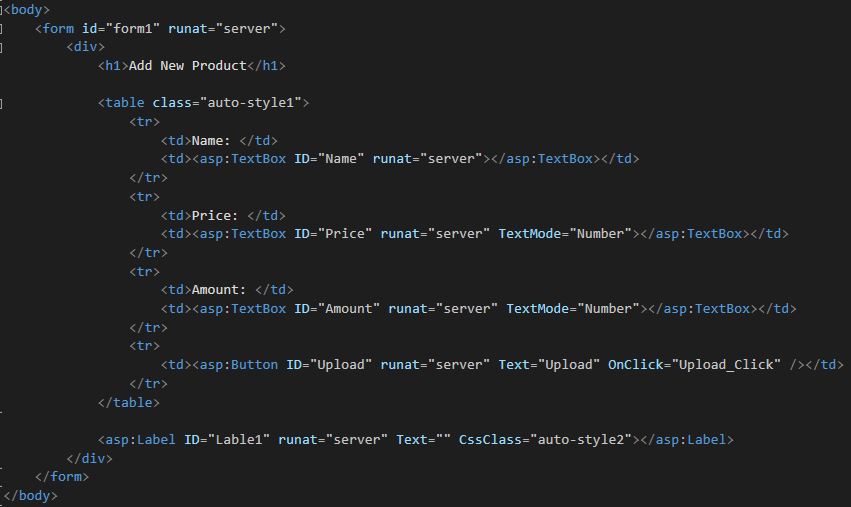 <body>
<form id="form1" runat="server">
<div>
<h1>Add New Product</h1>
<table class="auto-style1">
<tr>
<td>Name: </td>
<td><asp:TextBox ID="Name" runat="server"></asp:TextBox></td>
</tr>
<tr>
<td>Price: </td>
<td><asp:TextBox ID="Price" runat="server" TextMode="Number"></asp:TextBox></td>
</tr>
<tr>
<td>Amount: </td>
<td><asp:TextBox ID="Amount" runat="server" TextMode="Number"></asp:TextBox></td>
</tr>
<tr>
<td><asp:Button ID="Upload" runat="server" Text="Upload" OnClick="Upload_Click" /></td>
</tr>
</table>
<asp:Label ID="Lable1" runat="server" Text="" CssClass="auto-style2"></asp:Label>
</div>
</form>
</body>